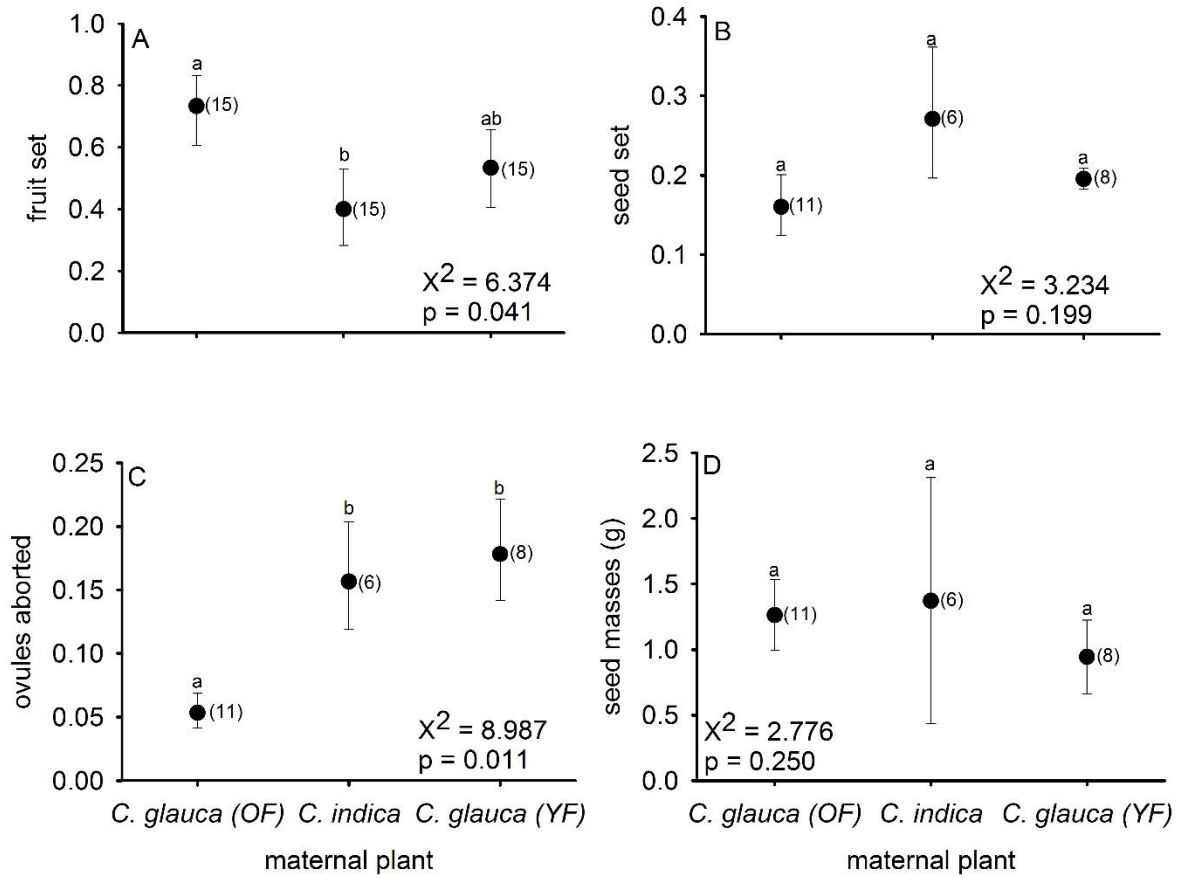 A
fruit set
1.0
0.8
0.6
0.4
0.2
0.0
a
(15)
b
(15)
ab
(15)
X2 = 6.374
p = 0.041
B
seed set
0.4
0.3
0.2
0.1
0.0
a
(11)
a
(6)
a
(8)
X2 = 3.234
p = 0.199
C
ovules aborted
0.25
0.20
0.15
0.10
0.05
0.00
a
(11)
b
(6)
b
(8)
X2 = 8.987
p = 0.011
C. glauca (OF) C. indica C. glauca (YF)
maternal plant
D
seed masses (g)
2.5
2.0
1.5
1.0
0.5
0.0
a
(11)
a
(6)
a
(8)
X2 = 2.776
p = 0.250
C. glauca (OF) C. indica C. glauca (YF)
maternal plant